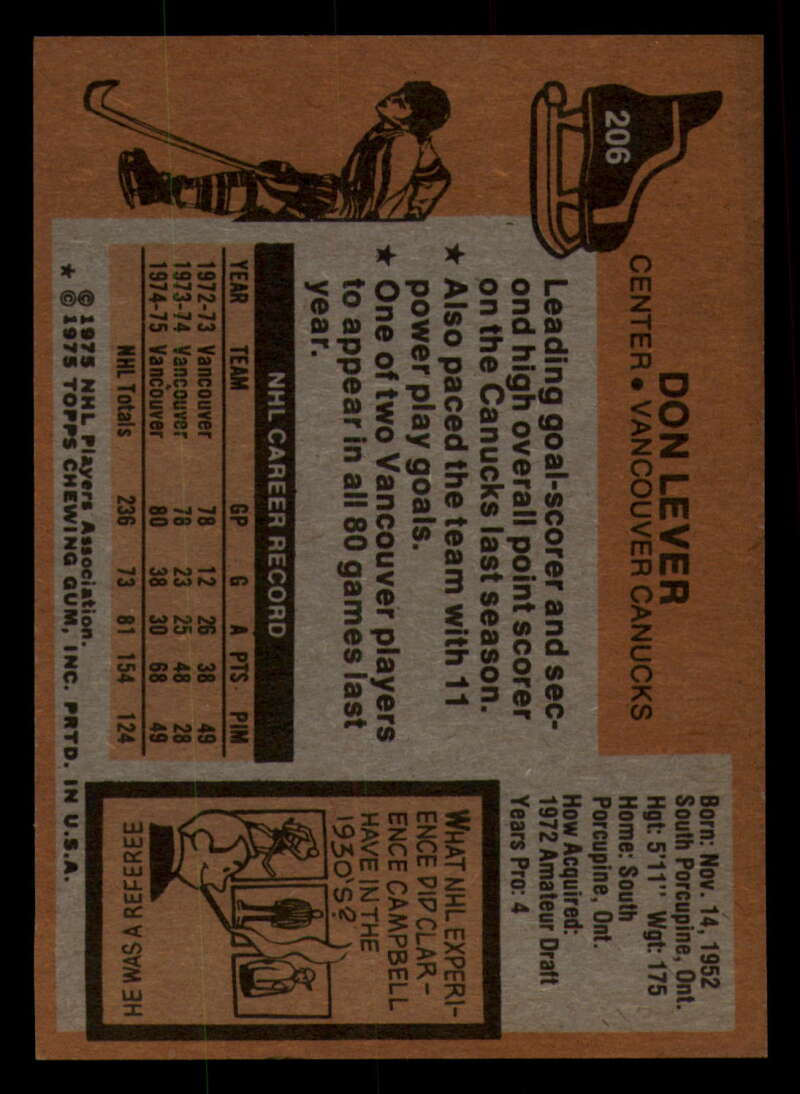 206
DON LEVER
CENTER • VANCOUVER CANUCKS
Leading goal-scorer and sec-
ond high overall point scorer
on the Canucks last season.
★ Also paced the team with 11
power play goals.
★ One of two Vancouver players
to appear in all 80 games last
year.
NHL CAREER RECORD
YEAR TEAM GP G A PTS. PIM
1972-73 Vancouver 78 12 26 38 49
1973-74 Vancouver 78 23 25 48 28
1974-75 Vancouver 80 38 30 68 49
NHL Totals 236 73 81 154 124
© 1975 NHL Players Association.
★ © 1975 TOPPS CHEWING GUM, INC. PRTD. IN U.S.A.
Born: Nov. 14, 1952
South Porcupine, Ont.
Hgt: 5'11" Wgt: 175
Home: South
Porcupine, Ont.
How Acquired:
1972 Amateur Draft
Years Pro: 4
WHAT NHL EXPERI-
ENCE DID CLAR-
ENCE CAMPBELL
HAVE IN THE
1930'S?
HE WAS A REFEREE